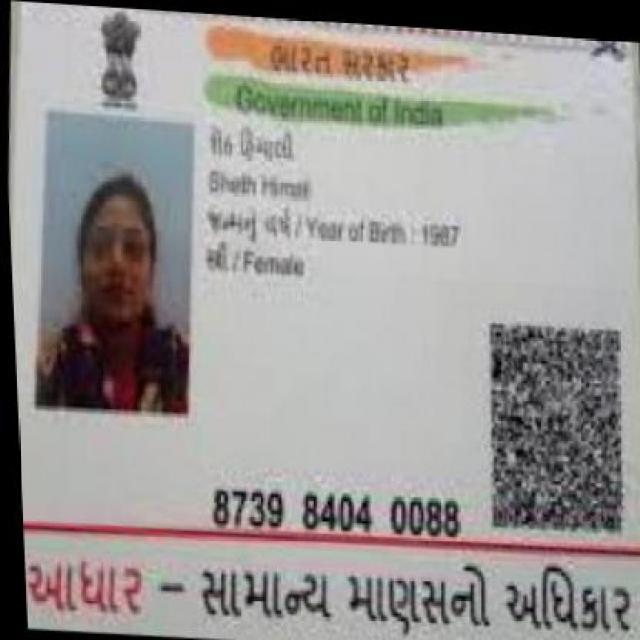 ભારત સરકાર
Government of India
શેઠ હિમાલી
Sheth Himali
જન્મનું વર્ષ / Year of Birth : 1987
સ્ત્રી / Female
8739 8404 0088
આધાર – સામાન્ય માણસનો અધિકાર